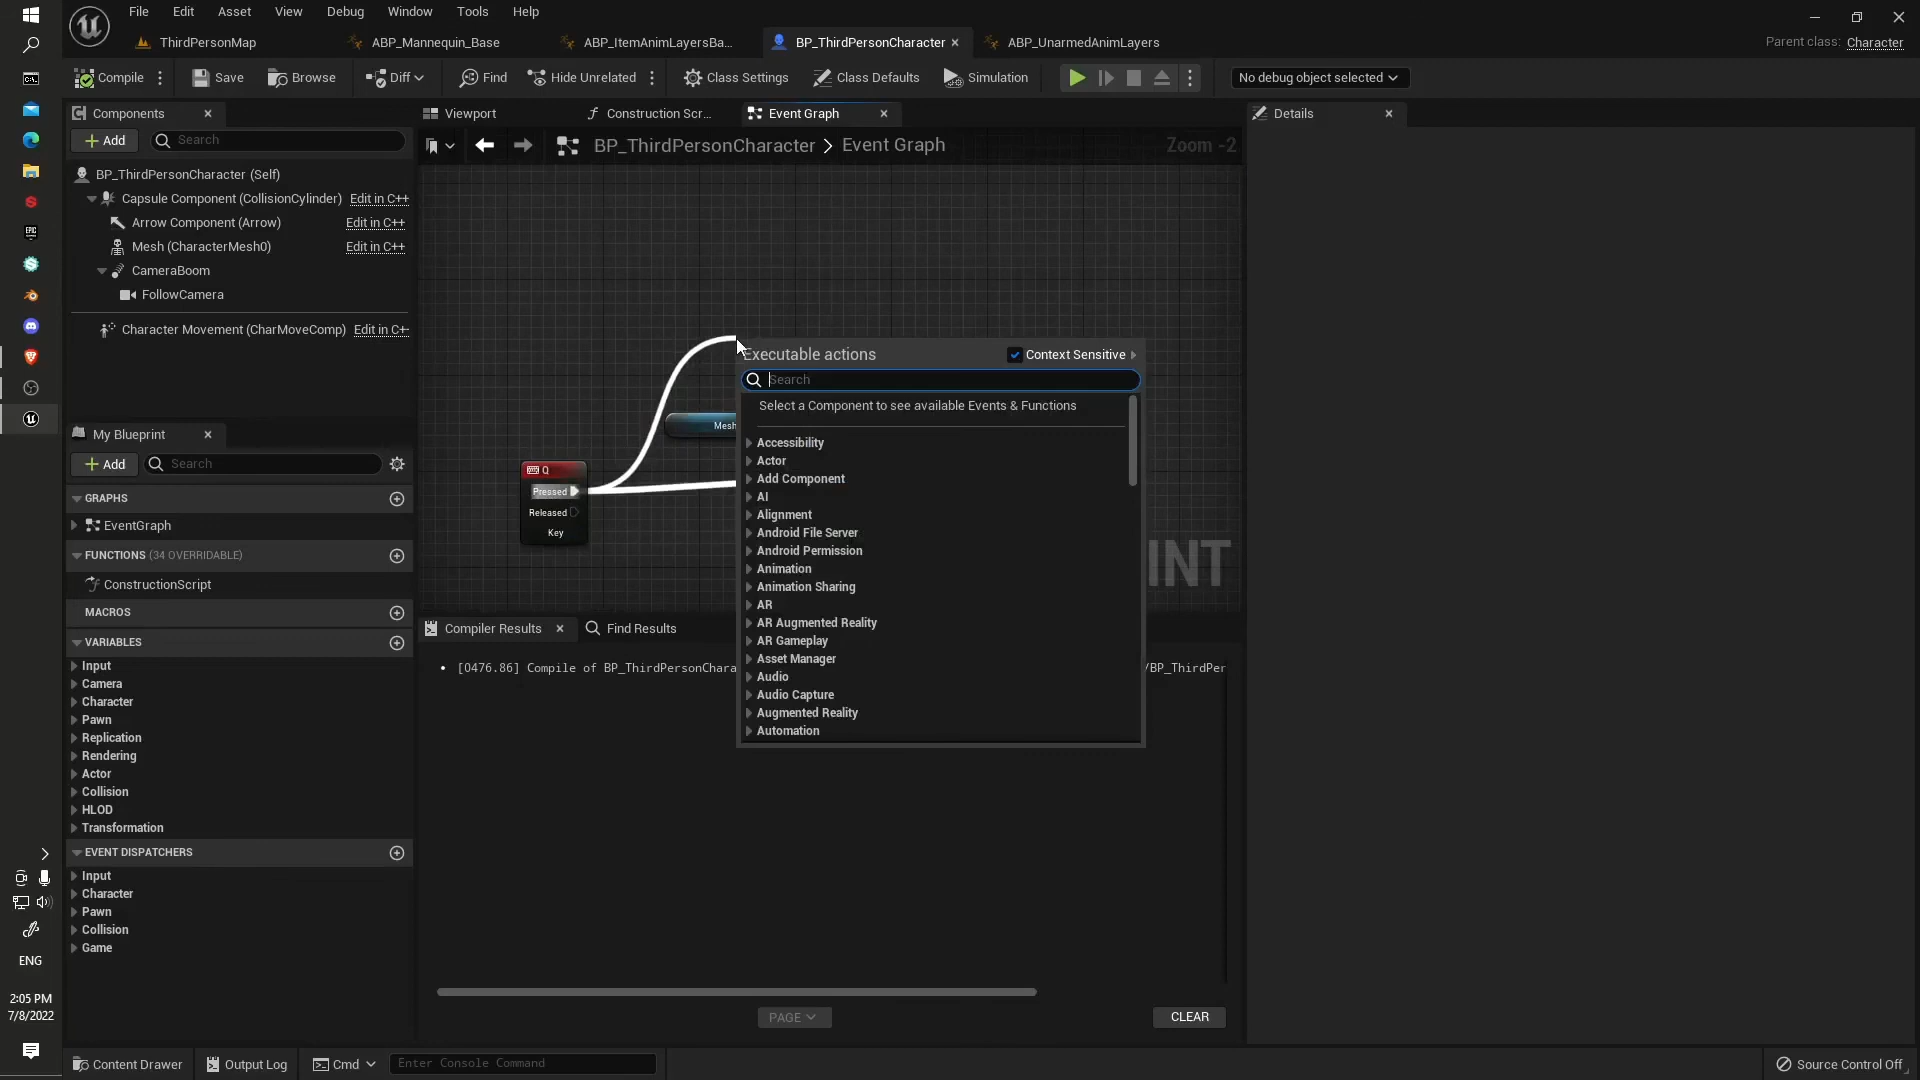 File Edit Asset View Debug Window Tools Help
ThirdPersonMap ABP_Mannequin_Base ABP_ItemAnimLayersBa... BP_ThirdPersonCharacter ABP_UnarmedAnimLayers Parent class: Character
Compile Save Browse Diff Find Hide Unrelated Class Settings Class Defaults Simulation No debug object selected
Components
Add Search
BP_ThirdPersonCharacter (Self)
Capsule Component (CollisionCylinder) Edit in C++
Arrow Component (Arrow) Edit in C++
Mesh (CharacterMesh0) Edit in C++
CameraBoom
FollowCamera
Character Movement (CharMoveComp) Edit in C+
My Blueprint
Add Search
GRAPHS
EventGraph
FUNCTIONS (34 OVERRIDABLE)
ConstructionScript
MACROS
VARIABLES
Input
Camera
Character
Pawn
Replication
Rendering
Actor
Collision
HLOD
Transformation
EVENT DISPATCHERS
Input
Character
Pawn
Collision
Game
Viewport Construction Scr... Event Graph
BP_ThirdPersonCharacter > Event Graph Zoom -2
Mesh
Q
Pressed
Released
Key
INT
Executable actions Context Sensitive
Search
Select a Component to see available Events & Functions
Accessibility
Actor
Add Component
AI
Alignment
Android File Server
Android Permission
Animation
Animation Sharing
AR
AR Augmented Reality
AR Gameplay
Asset Manager
Audio
Audio Capture
Augmented Reality
Automation
Compiler Results Find Results
[0476.86] Compile of BP_ThirdPersonChara /BP_ThirdPer
PAGE CLEAR
Details
EPIC
ENG
2:05 PM
7/8/2022
Content Drawer Output Log Cmd Enter Console Command Source Control Off